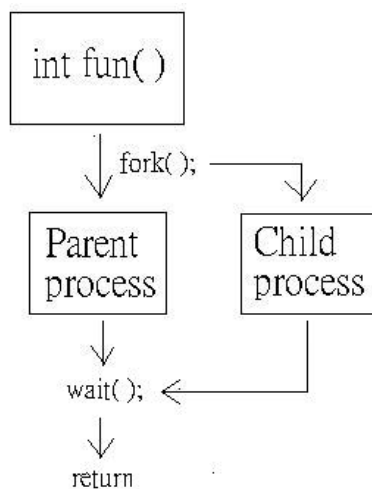 int fun( )
fork( );
Parent
process
Child
process
wait( );
return